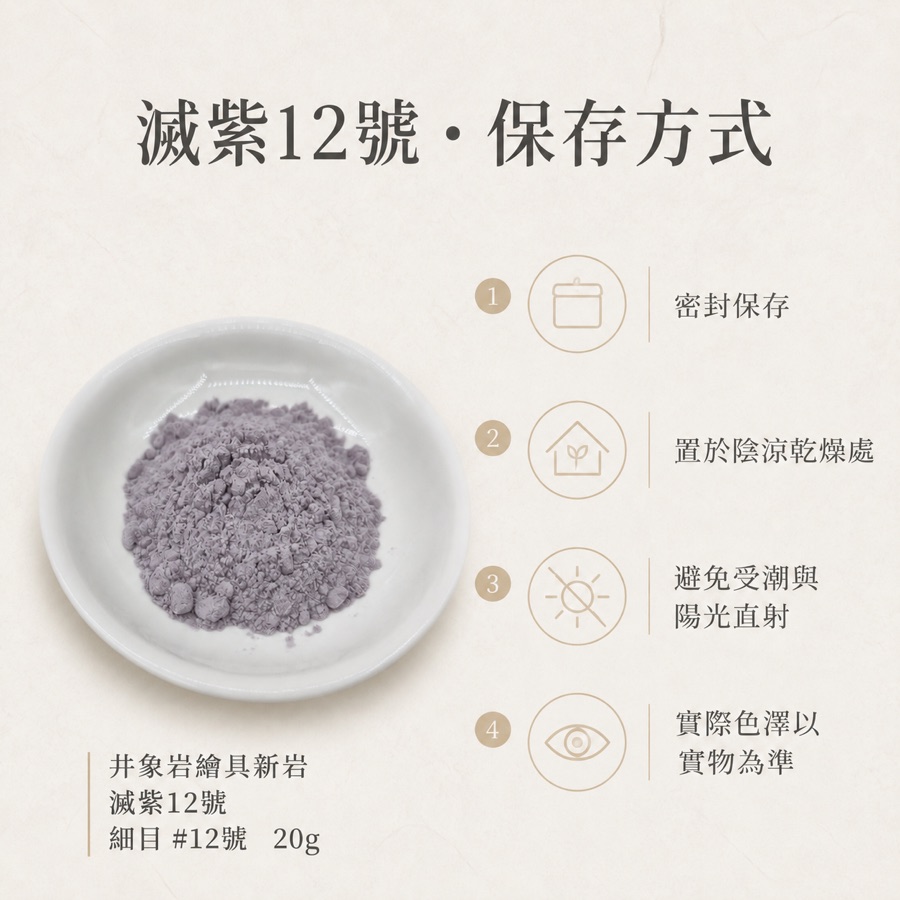 滅紫12號・保存方式
1
密封保存
2
置於陰涼乾燥處
3
避免受潮與
陽光直射
4
實際色澤以
實物為準
井象岩繪具新岩
滅紫12號
細目 #12號 20g